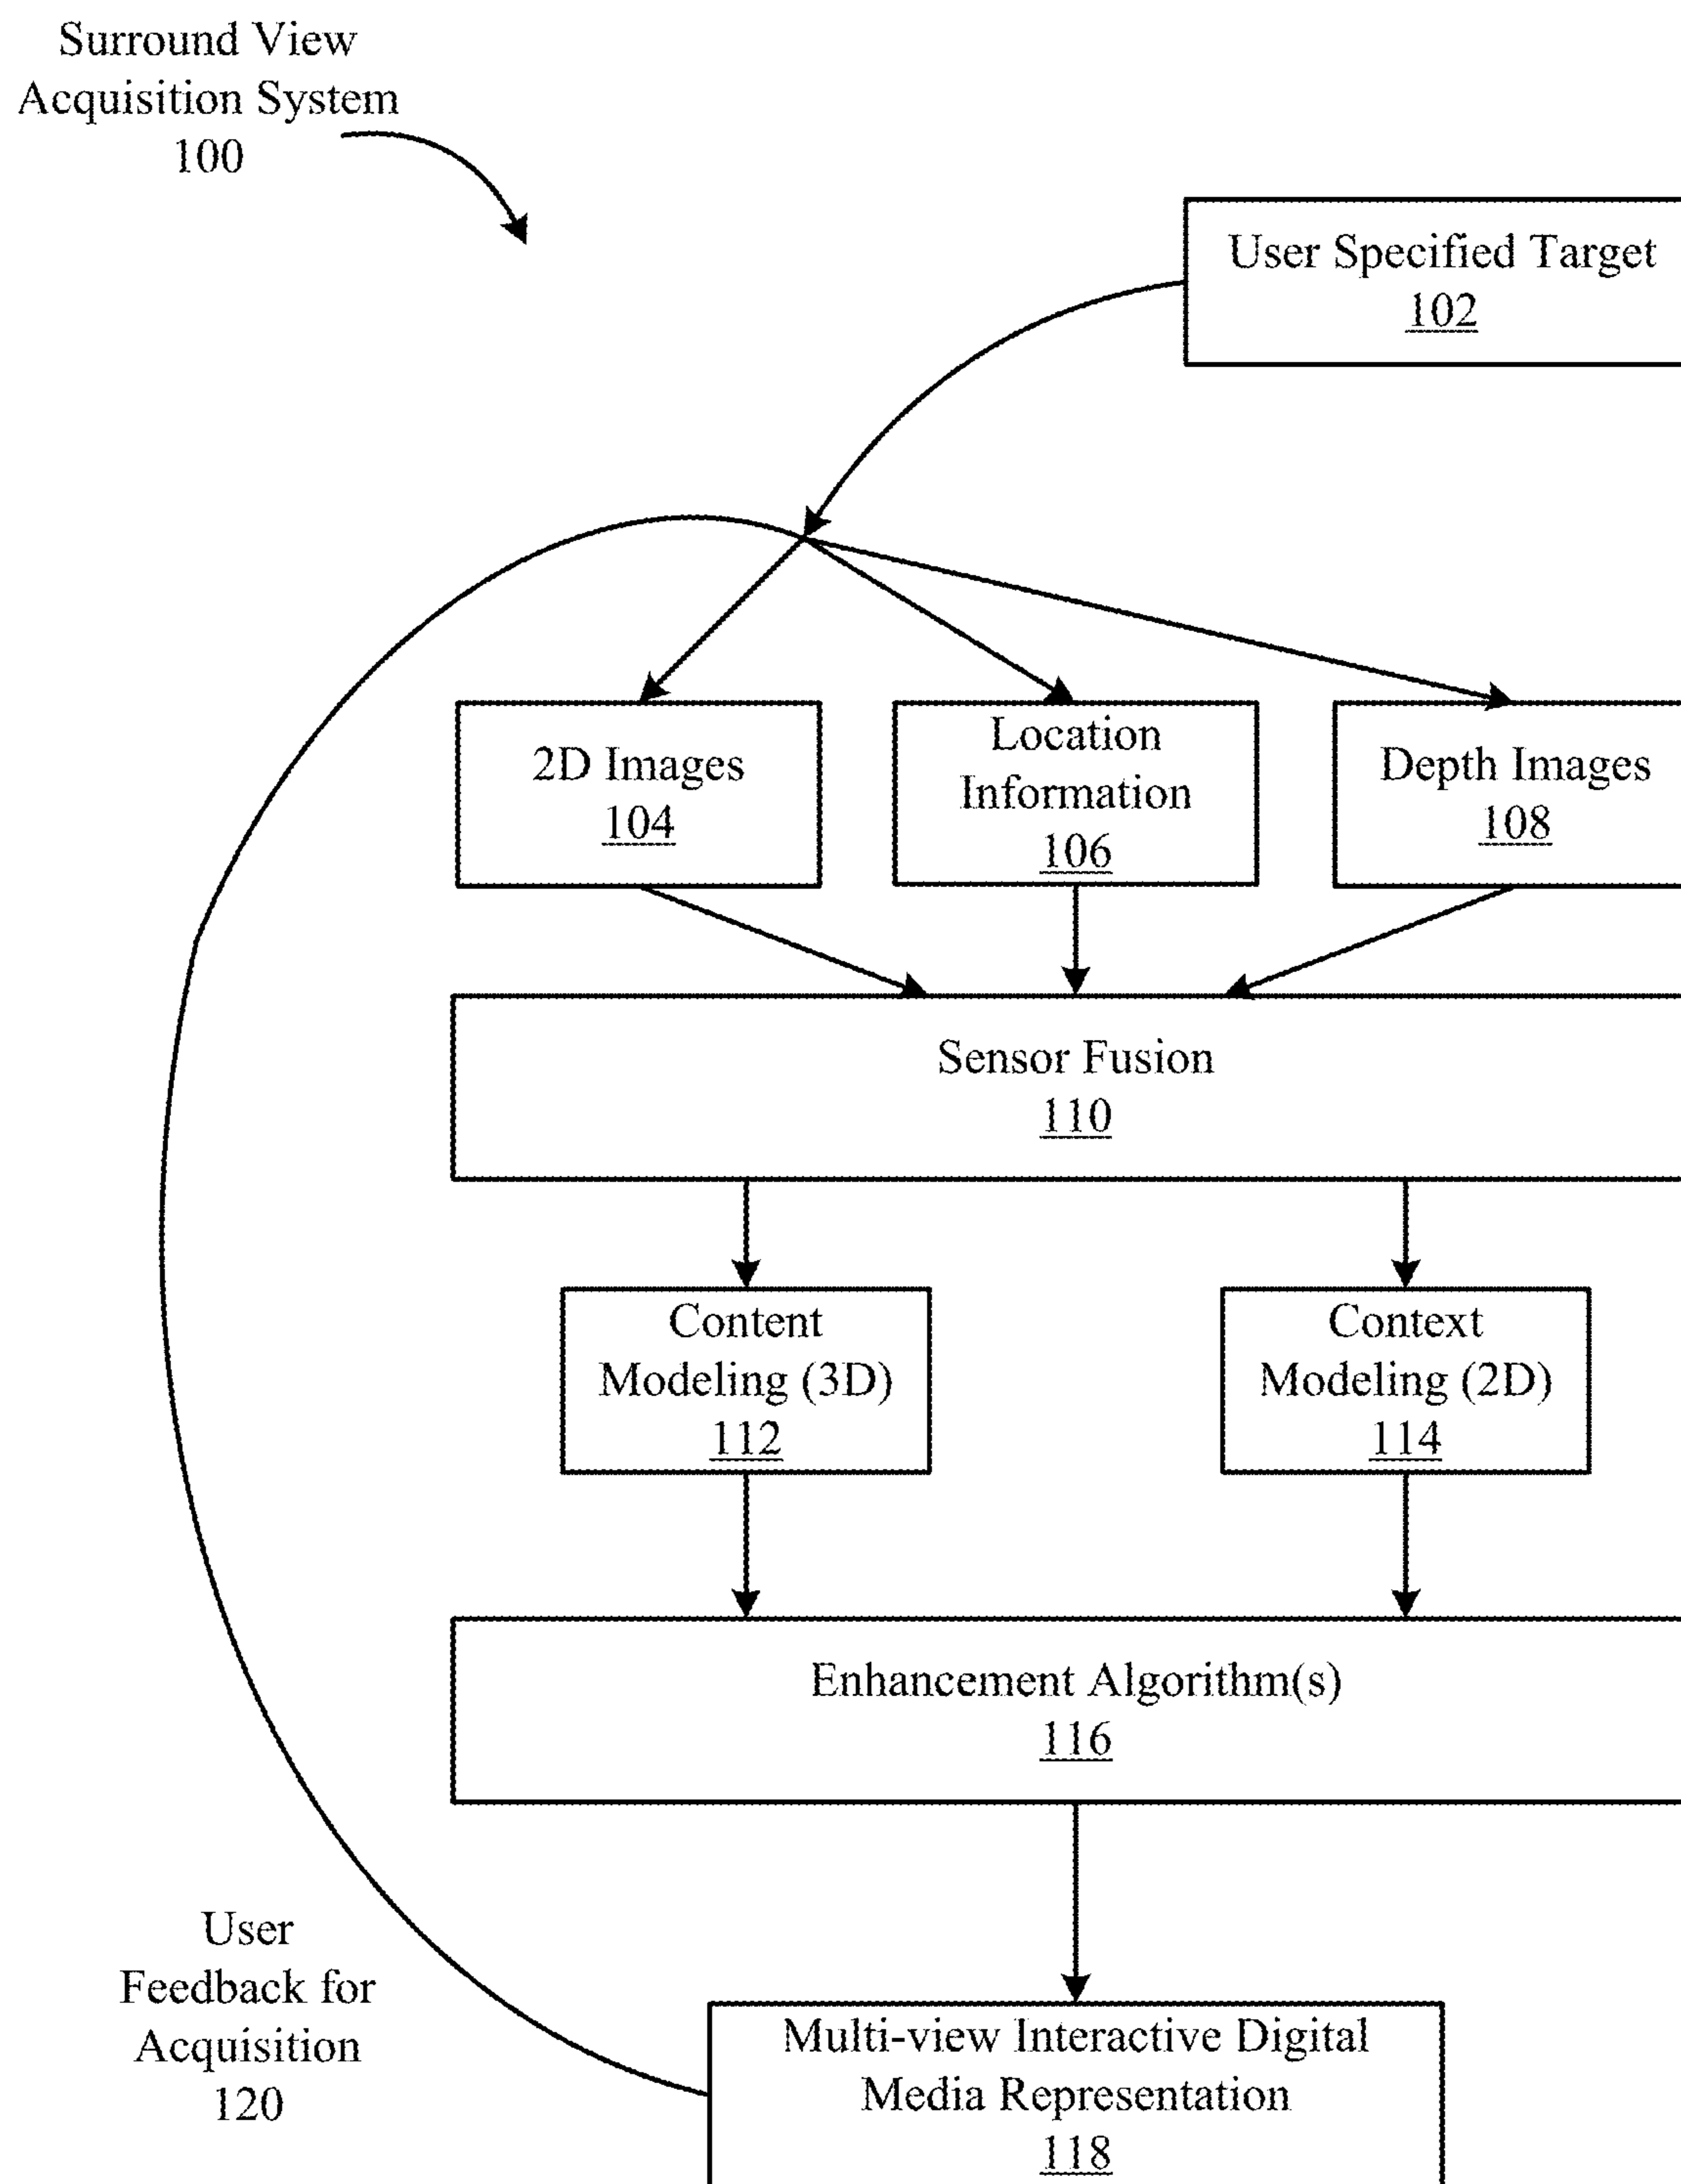 Surround View
Acquisition System
100
User Specified Target
102
2D Images
104
Location
Information
106
Depth Images
108
Sensor Fusion
110
Content
Modeling (3D)
112
Context
Modeling (2D)
114
Enhancement Algorithm(s)
116
User
Feedback for
Acquisition
120
Multi-view Interactive Digital
Media Representation
118